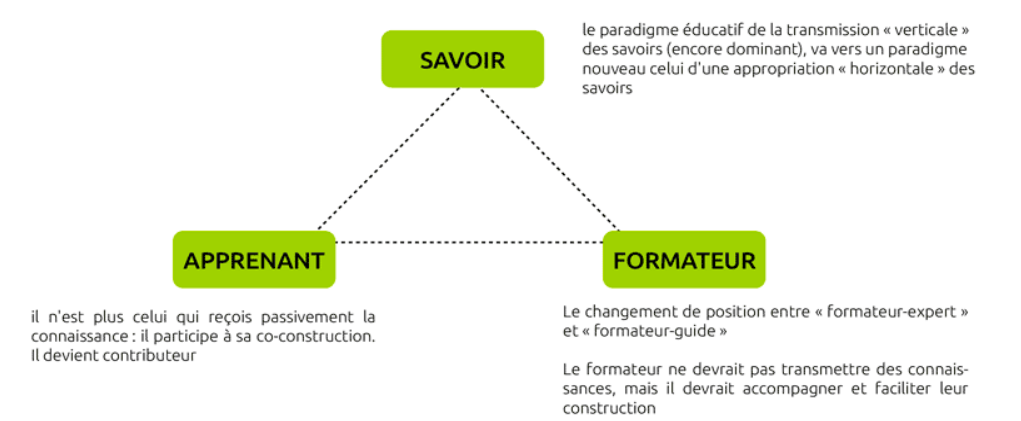 SAVOIR
le paradigme éducatif de la transmission « verticale »
des savoirs (encore dominant), va vers un paradigme
nouveau celui d'une appropriation « horizontale » des
savoirs
APPRENANT
il n'est plus celui qui reçois passivement la
connaissance : il participe à sa co-construction.
Il devient contributeur
FORMATEUR
Le changement de position entre « formateur-expert »
et « formateur-guide »
Le formateur ne devrait pas transmettre des connais-
sances, mais il devrait accompagner et faciliter leur
construction